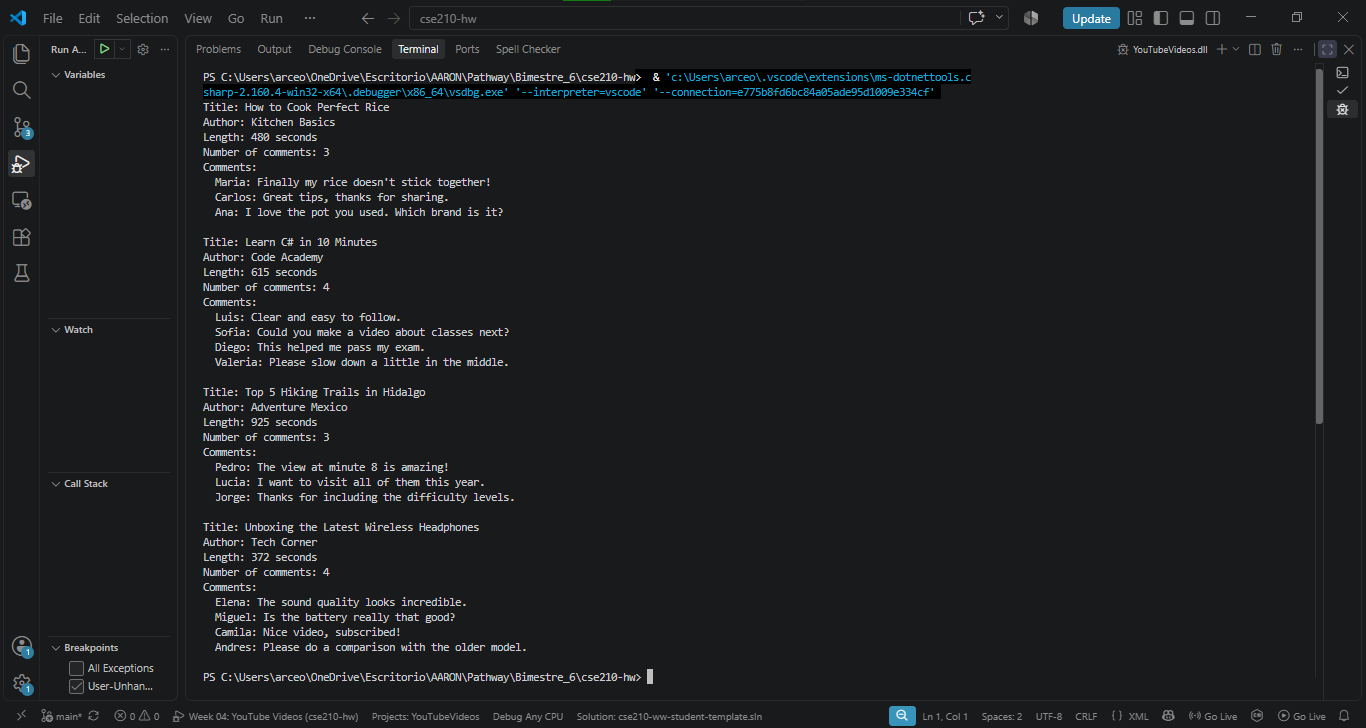 File Edit Selection View Go Run ··· cse210-hw Update
Run A... Problems Output Debug Console Terminal Ports Spell Checker YouTubeVideos.dll
Variables
PS C:\Users\arceo\OneDrive\Escritorio\AARON\Pathway\Bimestre_6\cse210-hw> & 'c:\Users\arceo\.vscode\extensions\ms-dotnettools.c
sharp-2.160.4-win32-x64\.debugger\x86_64\vsdbg.exe' '--interpreter=vscode' '--connection=e775b8fd6bc84a05ade95d1009e334cf'
Title: How to Cook Perfect Rice
Author: Kitchen Basics
Length: 480 seconds
Number of comments: 3
Comments:
Maria: Finally my rice doesn't stick together!
Carlos: Great tips, thanks for sharing.
Ana: I love the pot you used. Which brand is it?
Title: Learn C# in 10 Minutes
Author: Code Academy
Length: 615 seconds
Number of comments: 4
Comments:
Luis: Clear and easy to follow.
Sofia: Could you make a video about classes next?
Diego: This helped me pass my exam.
Valeria: Please slow down a little in the middle.
Title: Top 5 Hiking Trails in Hidalgo
Author: Adventure Mexico
Length: 925 seconds
Number of comments: 3
Comments:
Pedro: The view at minute 8 is amazing!
Lucia: I want to visit all of them this year.
Jorge: Thanks for including the difficulty levels.
Title: Unboxing the Latest Wireless Headphones
Author: Tech Corner
Length: 372 seconds
Number of comments: 4
Comments:
Elena: The sound quality looks incredible.
Miguel: Is the battery really that good?
Camila: Nice video, subscribed!
Andres: Please do a comparison with the older model.
PS C:\Users\arceo\OneDrive\Escritorio\AARON\Pathway\Bimestre_6\cse210-hw>
Watch
Call Stack
Breakpoints
All Exceptions
User-Unhan...
3
1
1
main* 0 0 Week 04: YouTube Videos (cse210-hw) Projects: YouTubeVideos Debug Any CPU Solution: cse210-ww-student-template.sln Ln 1, Col 1 Spaces: 2 UTF-8 CRLF { } XML Go Live Go Live